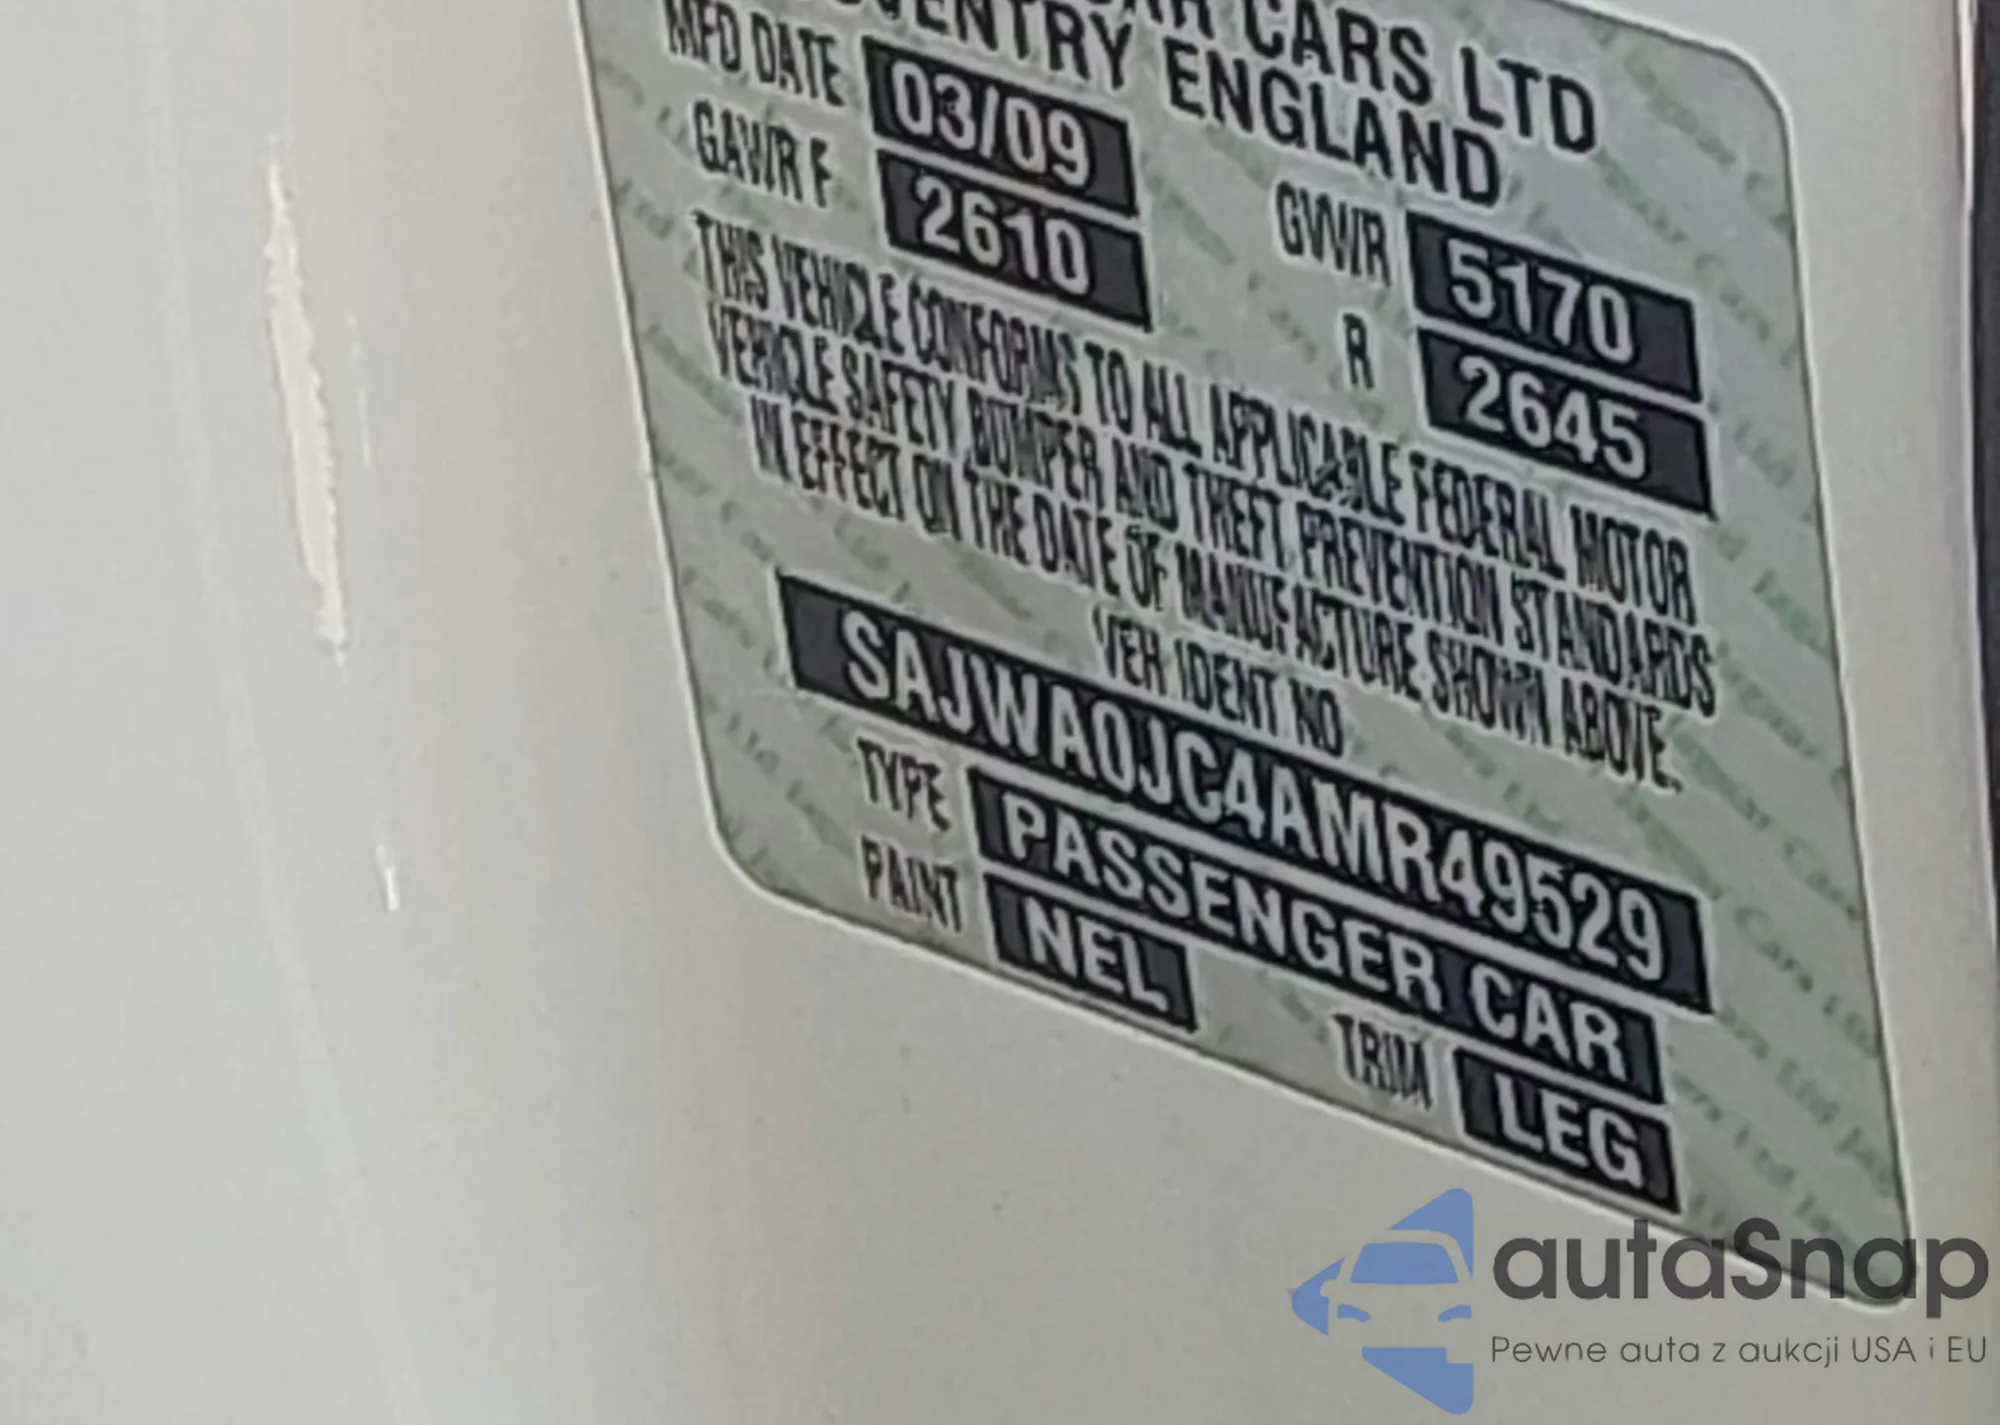 CARS LTD
COVENTRY ENGLAND
MFD DATE 03/09
GAWR F 2610 GVWR 5170
R 2645
THIS VEHICLE CONFORMS TO ALL APPLICABLE FEDERAL MOTOR
VEHICLE SAFETY BUMPER AND THEFT PREVENTION STANDARDS
IN EFFECT ON THE DATE OF MANUFACTURE SHOWN ABOVE.
VEH IDENT NO
SAJWA0JC4AMR49529
TYPE PASSENGER CAR
PAINT NEL TRIM LEG
autaSnap
Pewne auta z aukcji USA i EU